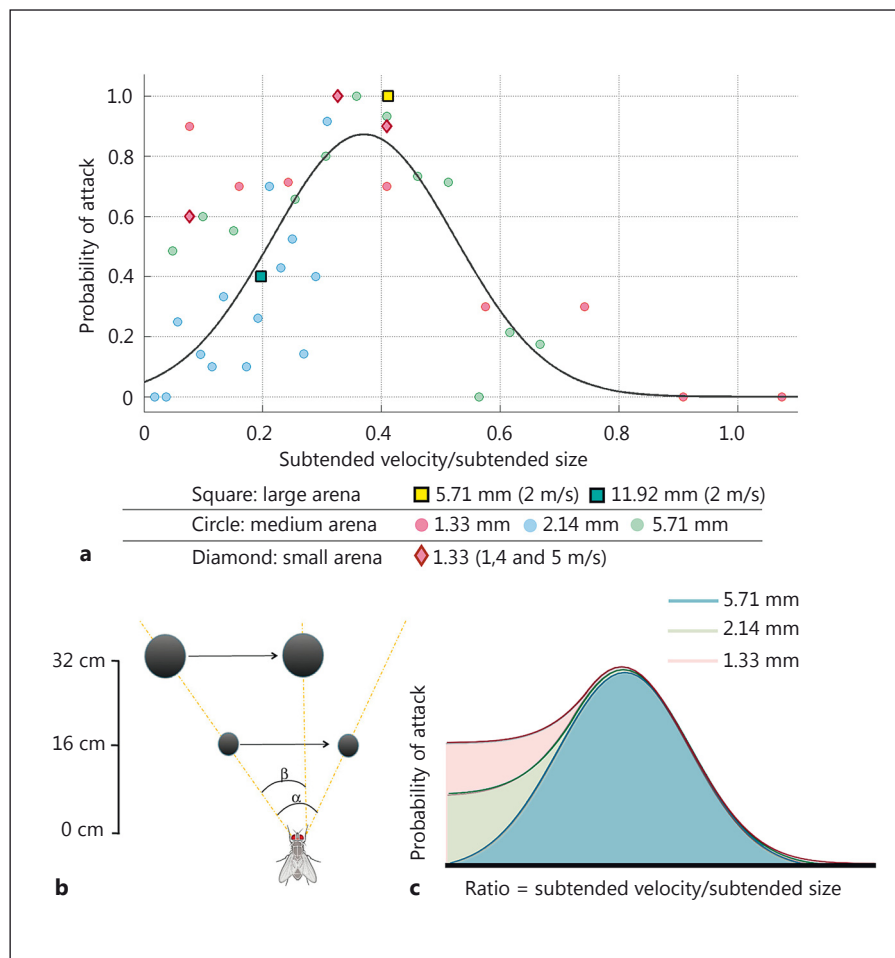 Probability of attack
1.0
0.8
0.6
0.4
0.2
0
0 0.2 0.4 0.6 0.8 1.0
Subtended velocity/subtended size
Square: large arena 5.71 mm (2 m/s) 11.92 mm (2 m/s)
Circle: medium arena 1.33 mm 2.14 mm 5.71 mm
a Diamond: small arena 1.33 (1,4 and 5 m/s)
32 cm
16 cm
0 cm
β
α
b
5.71 mm
2.14 mm
1.33 mm
Probability of attack
c Ratio = subtended velocity/subtended size